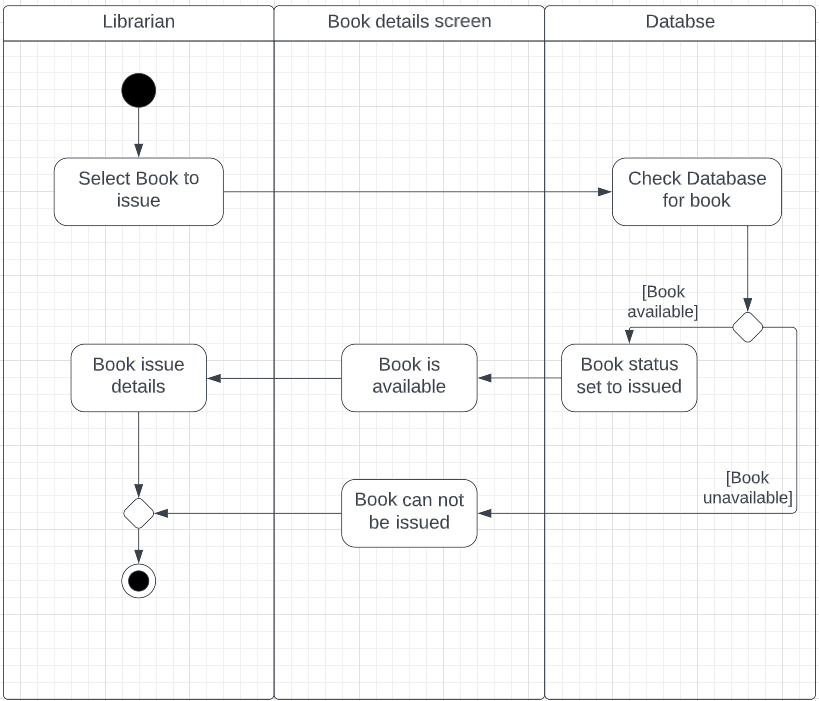 Librarian
Book details screen
Databse
Select Book to
issue
Check Database
for book
[Book
available]
Book issue
details
Book is
available
Book status
set to issued
[Book
unavailable]
Book can not
be issued